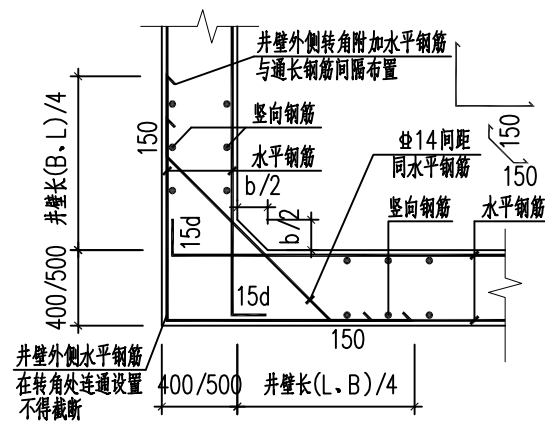 井壁外侧转角附加水平钢筋
与通长钢筋间隔布置
竖向钢筋
水平钢筋
b/2
b/2
150
井壁长(B、L)/4
400/500
15d
15d
ⱷ14间距
同水平钢筋
竖向钢筋
水平钢筋
150
150
150
井壁外侧水平钢筋
在转角处连通设置
不得截断
400/500
井壁长(L、B)/4